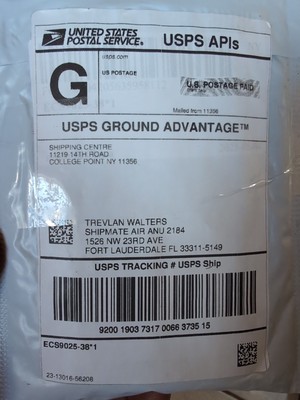 UNITED STATES
POSTAL SERVICE®
USPS APIs
usps.com
US POSTAGE
G
U.S. POSTAGE PAID
Mailed from 11356
USPS GROUND ADVANTAGE™
SHIPPING CENTRE
11219 14TH ROAD
COLLEGE POINT NY 11356
TREVLAN WALTERS
SHIPMATE AIR ANU 2184
1526 NW 23RD AVE
FORT LAUDERDALE FL 33311-5149
USPS TRACKING # USPS Ship
9200 1903 7317 0066 3735 15
ECS9025-38*1
23-13016-56208